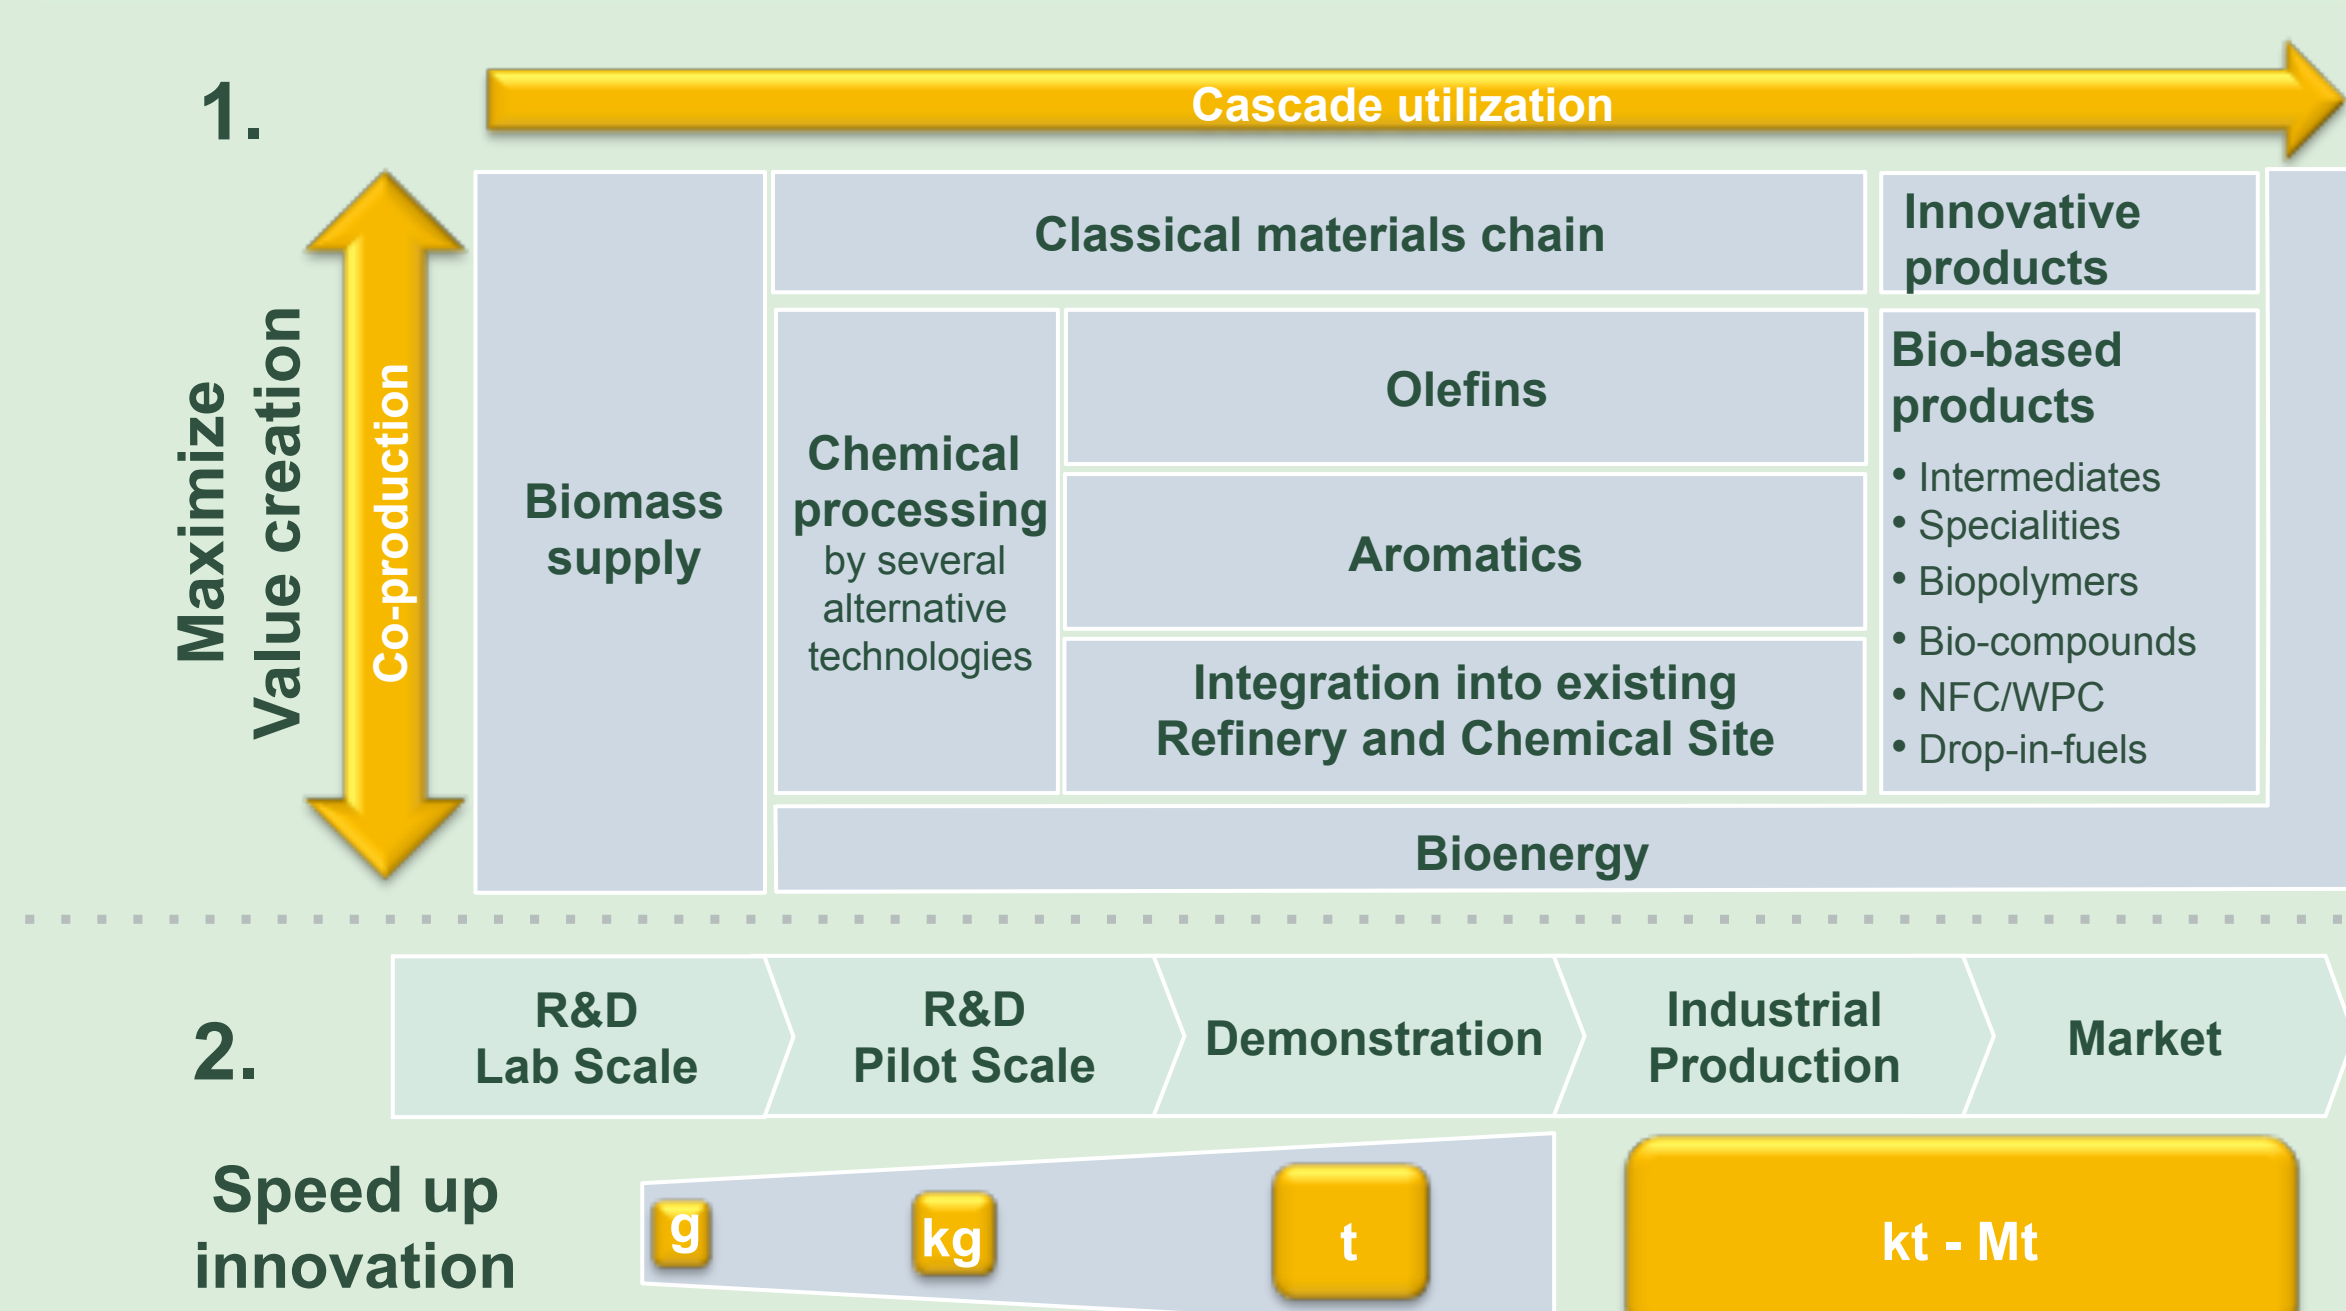 1.
Cascade utilization
Maximize
Value creation
Co-production
Biomass
supply
Classical materials chain
Innovative
products
Chemical
processing
by several
alternative
technologies
Olefins
Aromatics
Integration into existing
Refinery and Chemical Site
Bio-based
products
• Intermediates
• Specialities
• Biopolymers
• Bio-compounds
• NFC/WPC
• Drop-in-fuels
Bioenergy
2.
R&D
Lab Scale
R&D
Pilot Scale
Demonstration
Industrial
Production
Market
Speed up
innovation
g
kg
t
kt - Mt